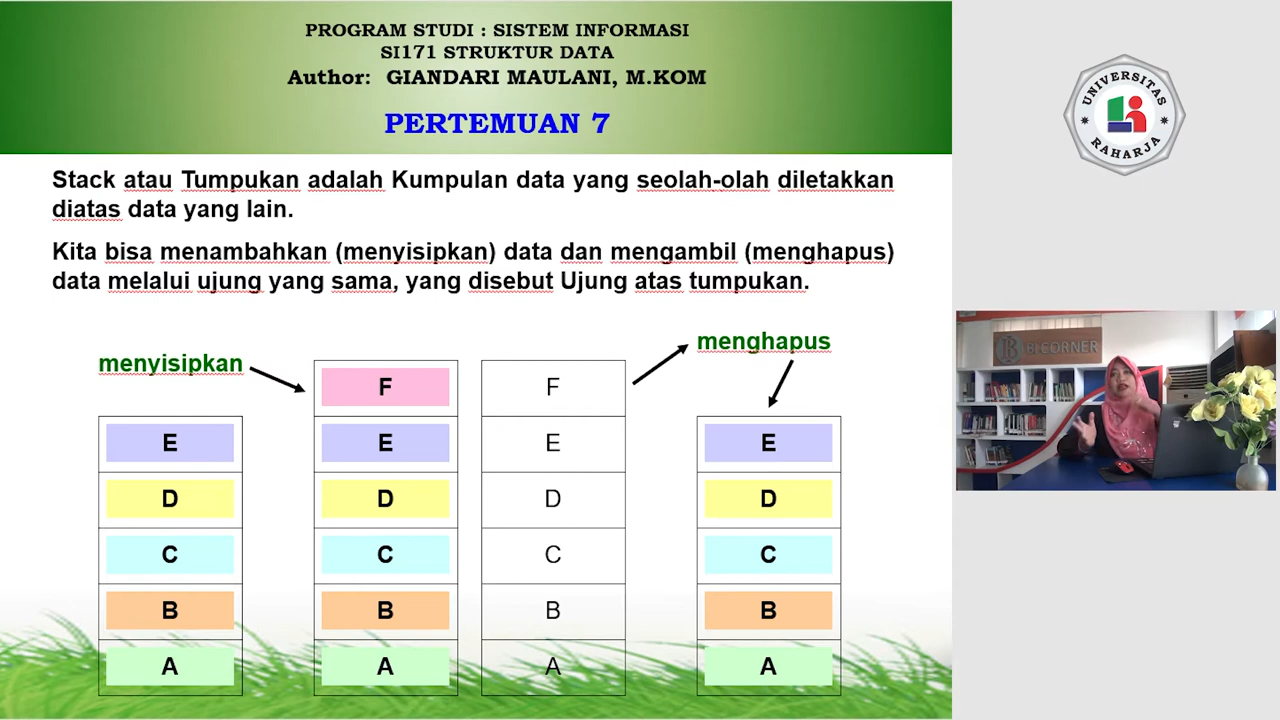 PROGRAM STUDI : SISTEM INFORMASI
SI171 STRUKTUR DATA
Author: GIANDARI MAULANI, M.KOM
PERTEMUAN 7
UNIVERSITAS
RAHARJA
Stack atau Tumpukan adalah Kumpulan data yang seolah-olah diletakkan
diatas data yang lain.
Kita bisa menambahkan (menyisipkan) data dan mengambil (menghapus)
data melalui ujung yang sama, yang disebut Ujung atas tumpukan.
menyisipkan
menghapus
E
D
C
B
A
F
E
D
C
B
A
F
E
D
C
B
A
E
D
C
B
A
BI CORNER